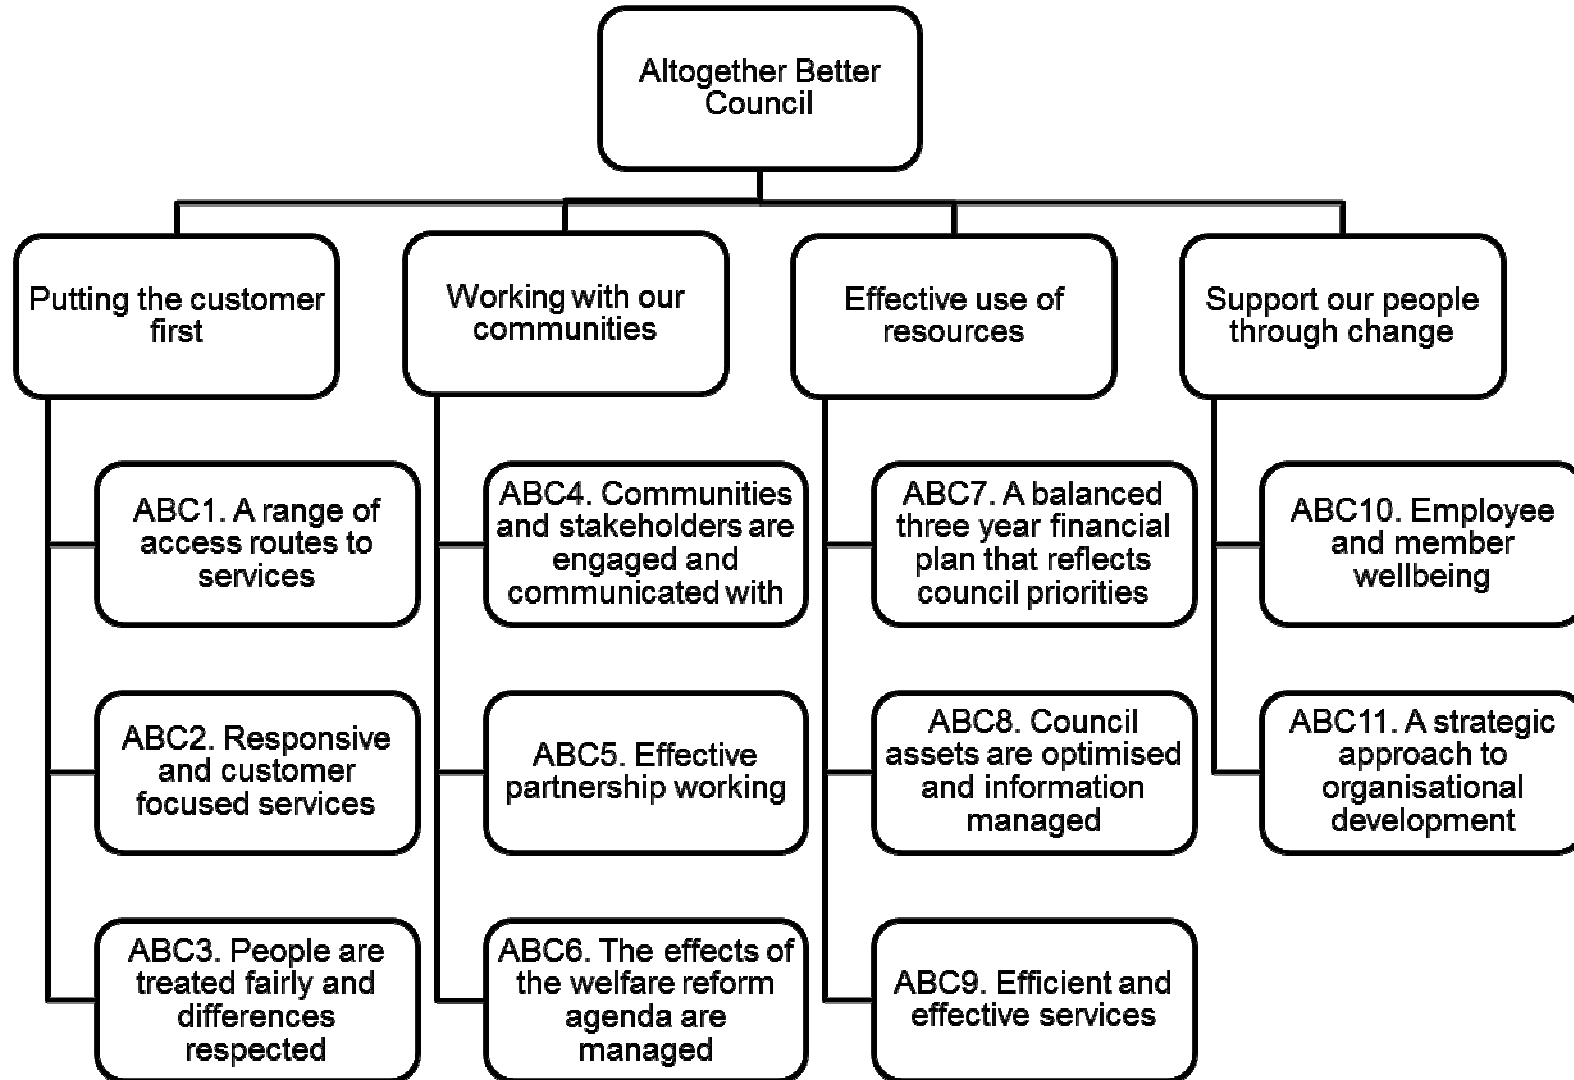 Altogether Better
Council
Putting the customer
first
Working with our
communities
Effective use of
resources
Support our people
through change
ABC1. A range of
access routes to
services
ABC2. Responsive
and customer
focused services
ABC3. People are
treated fairly and
differences
respected
ABC4. Communities
and stakeholders are
engaged and
communicated with
ABC5. Effective
partnership working
ABC6. The effects of
the welfare reform
agenda are
managed
ABC7. A balanced
three year financial
plan that reflects
council priorities
ABC8. Council
assets are optimised
and information
managed
ABC9. Efficient and
effective services
ABC10. Employee
and member
wellbeing
ABC11. A strategic
approach to
organisational
development